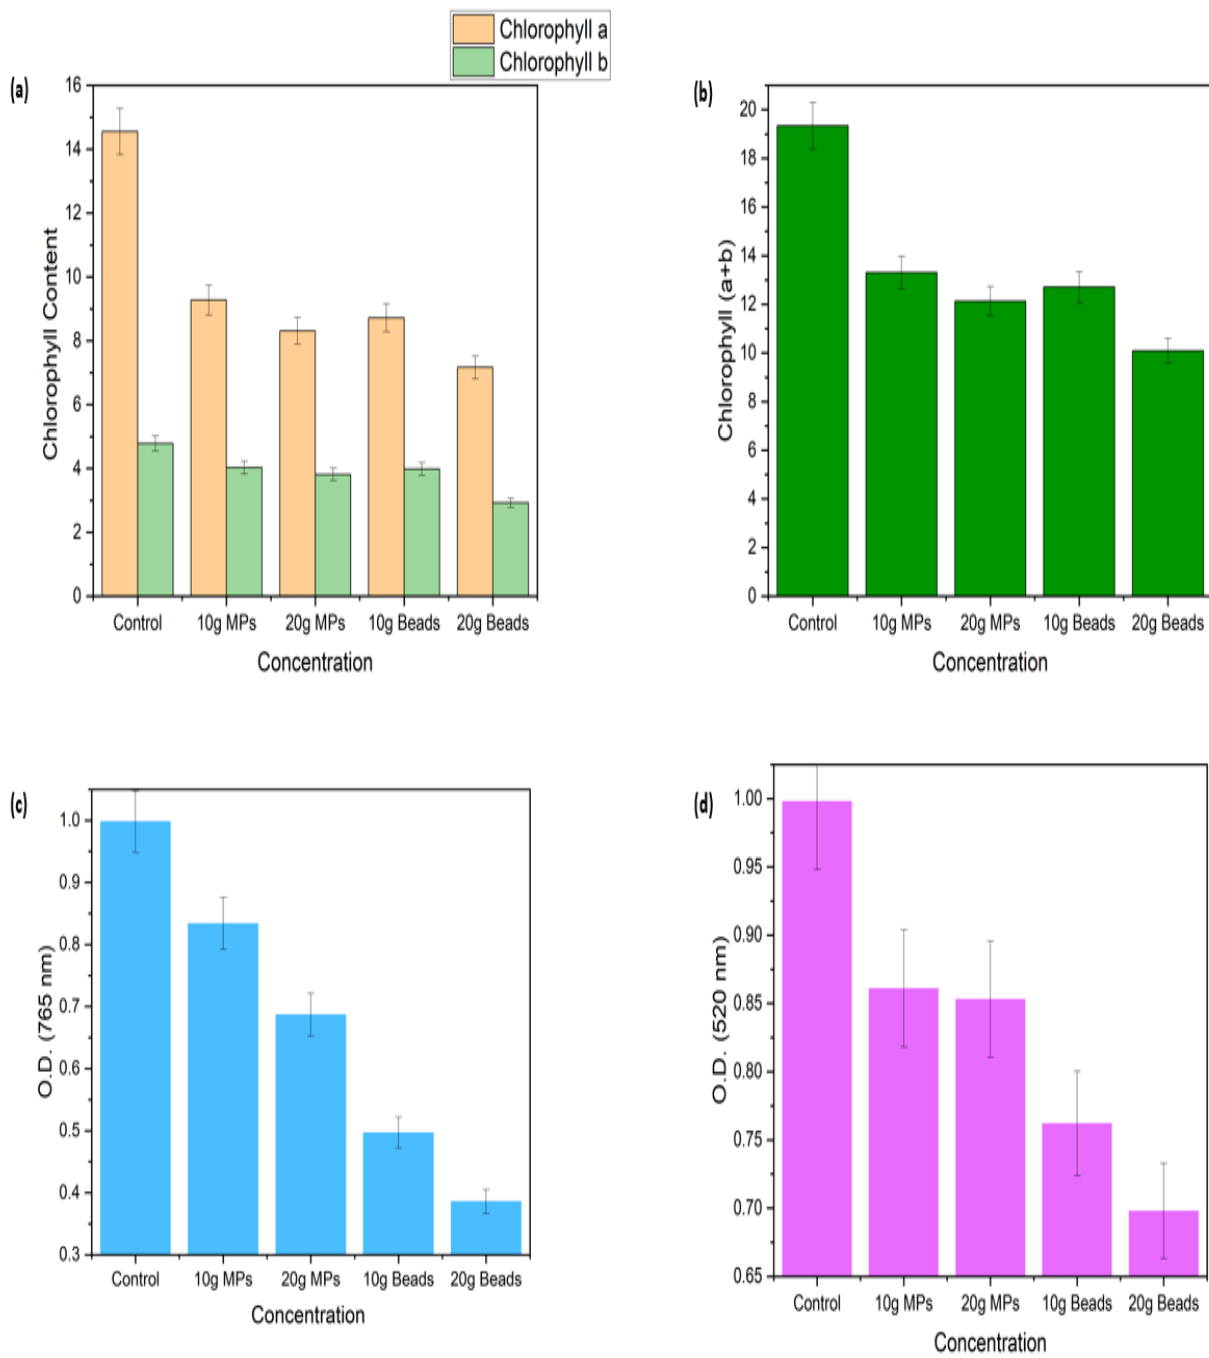 Chlorophyll a
Chlorophyll b
(a)
16
14
12
10
8
6
4
2
0
Chlorophyll Content
Control 10g MPs 20g MPs 10g Beads 20g Beads
Concentration
(b)
20
18
16
14
12
10
8
6
4
2
0
Chlorophyll (a+b)
Control 10g MPs 20g MPs 10g Beads 20g Beads
Concentration
(c)
1.0
0.9
0.8
0.7
0.6
0.5
0.4
0.3
O.D. (765 nm)
Control 10g MPs 20g MPs 10g Beads 20g Beads
Concentration
(d)
1.00
0.95
0.90
0.85
0.80
0.75
0.70
0.65
O.D. (520 nm)
Control 10g MPs 20g MPs 10g Beads 20g Beads
Concentration